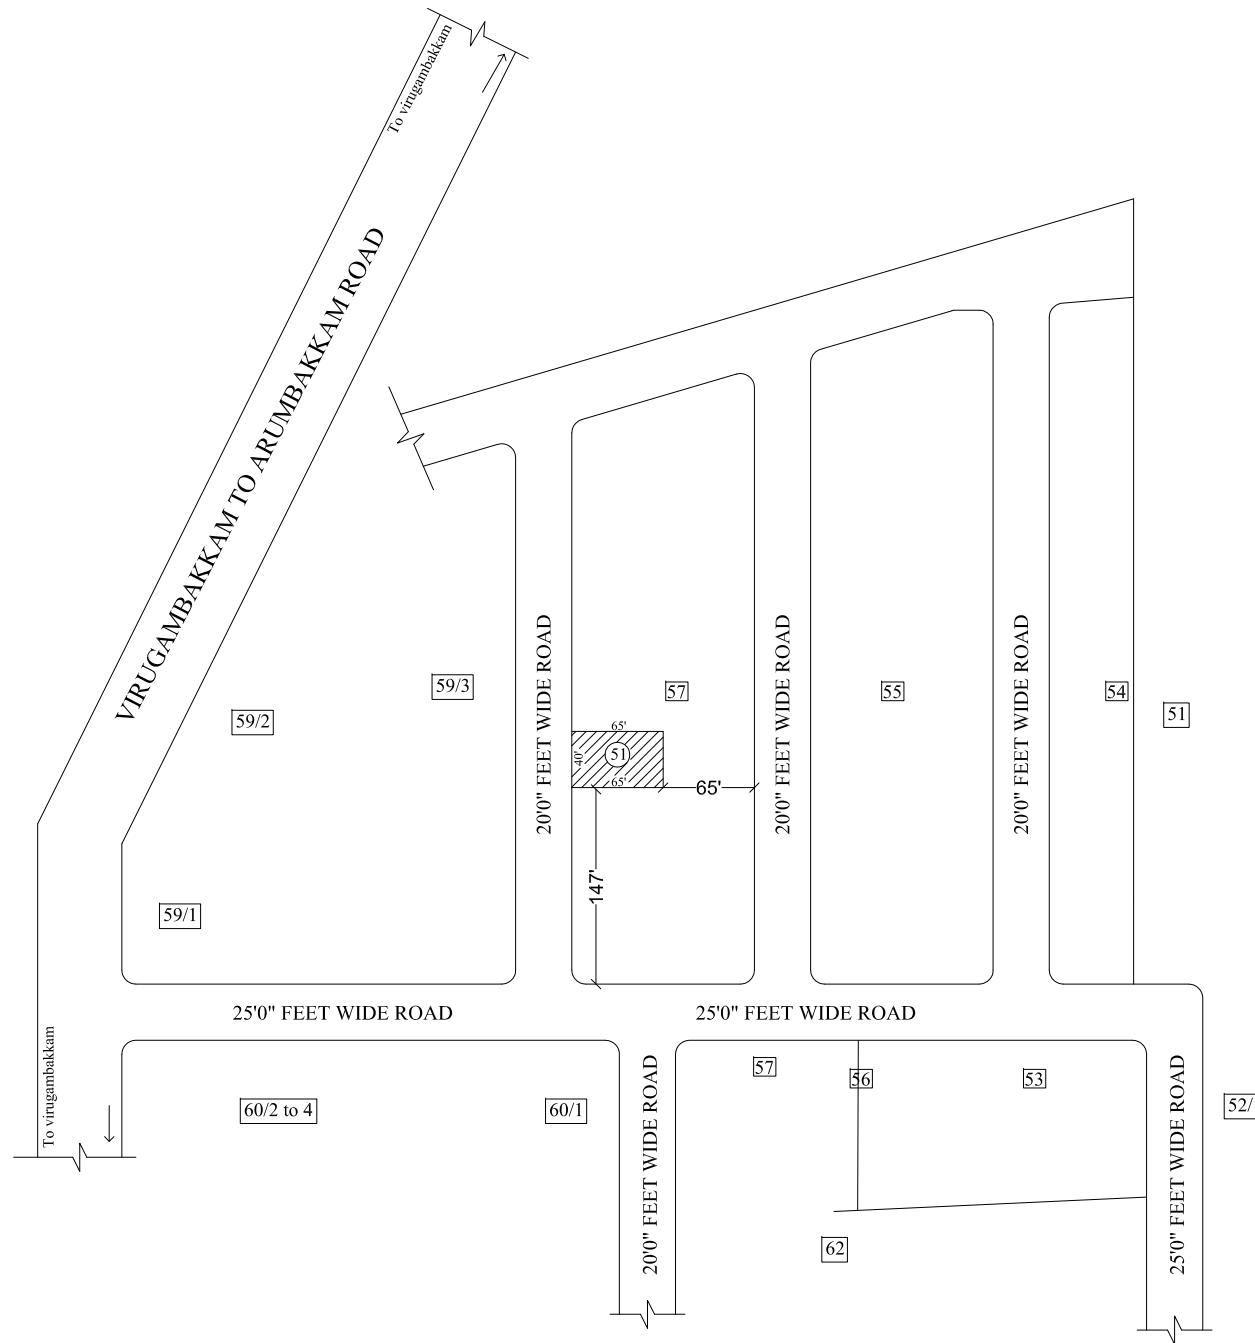 To virugambakkam
VIRUGAMBAKKAM TO ARUMBAKKAM ROAD
20'0" FEET WIDE ROAD
20'0" FEET WIDE ROAD
20'0" FEET WIDE ROAD
59/3
57
55
54
51
59/2
65'
40'
51
65'
65'
147'
59/1
25'0" FEET WIDE ROAD
25'0" FEET WIDE ROAD
To virugambakkam
20'0" FEET WIDE ROAD
25'0" FEET WIDE ROAD
57
56
53
60/2 to 4
60/1
52/
62